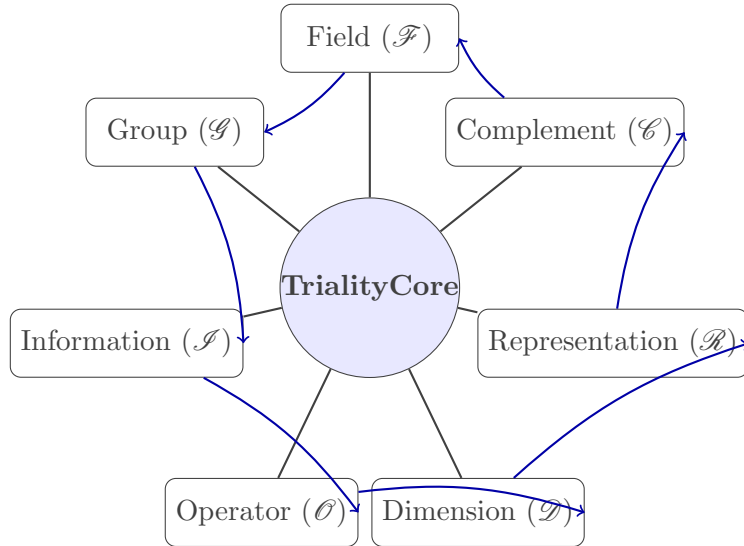 Field (ℱ)
Group (𝒢)
Complement (𝒞)
TrialityCore
Information (ℐ)
Representation (ℛ)
Operator (𝒪)
Dimension (𝒟)